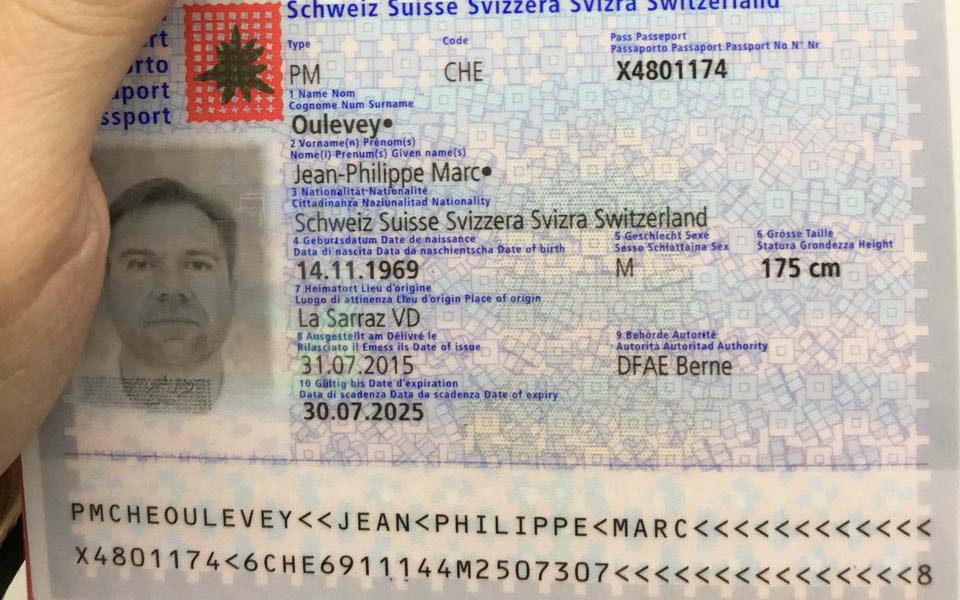 Schweiz Suisse Svizzera Svizra Switzerland
Type Code Pass Passeport
Passaporto Passaport Passport No N° Nr
PM CHE X4801174
rt
orto
aport
ssport
1 Name Nom
Cognome Num Surname
Oulevey•
2 Vorname(n) Prénom(s)
Nome(i) Prenum(s) Given name(s)
Jean-Philippe Marc•
3 Nationalität Nationalité
Cittadinanza Naziunalitad Nationality
Schweiz Suisse Svizzera Svizra Switzerland
4 Geburtsdatum Date de naissance 5 Geschlecht Sexe 6 Grösse Taille
Data di nascita Data da naschientscha Date of birth Sesso Schlattaina Sex Statura Grondezza Height
14.11.1969 M 175 cm
7 Heimatort Lieu d'origine
Luogo di attinenza Lieu d'origin Place of origin
La Sarraz VD
8 Ausgestellt am Délivré le 9 Behörde Autorité
Rilasciato il Emess ils Date of issue Autorità Autoritad Authority
31.07.2015 DFAE Berne
10 Gültig bis Date d'expiration
Data di scadenza Data da scadenza Date of expiry
30.07.2025
PMCHEOULEVEY<<JEAN<PHILIPPE<MARC<<<<<<<<<<<<
X4801174<6CHE6911144M2507307<<<<<<<<<<<<<<<8